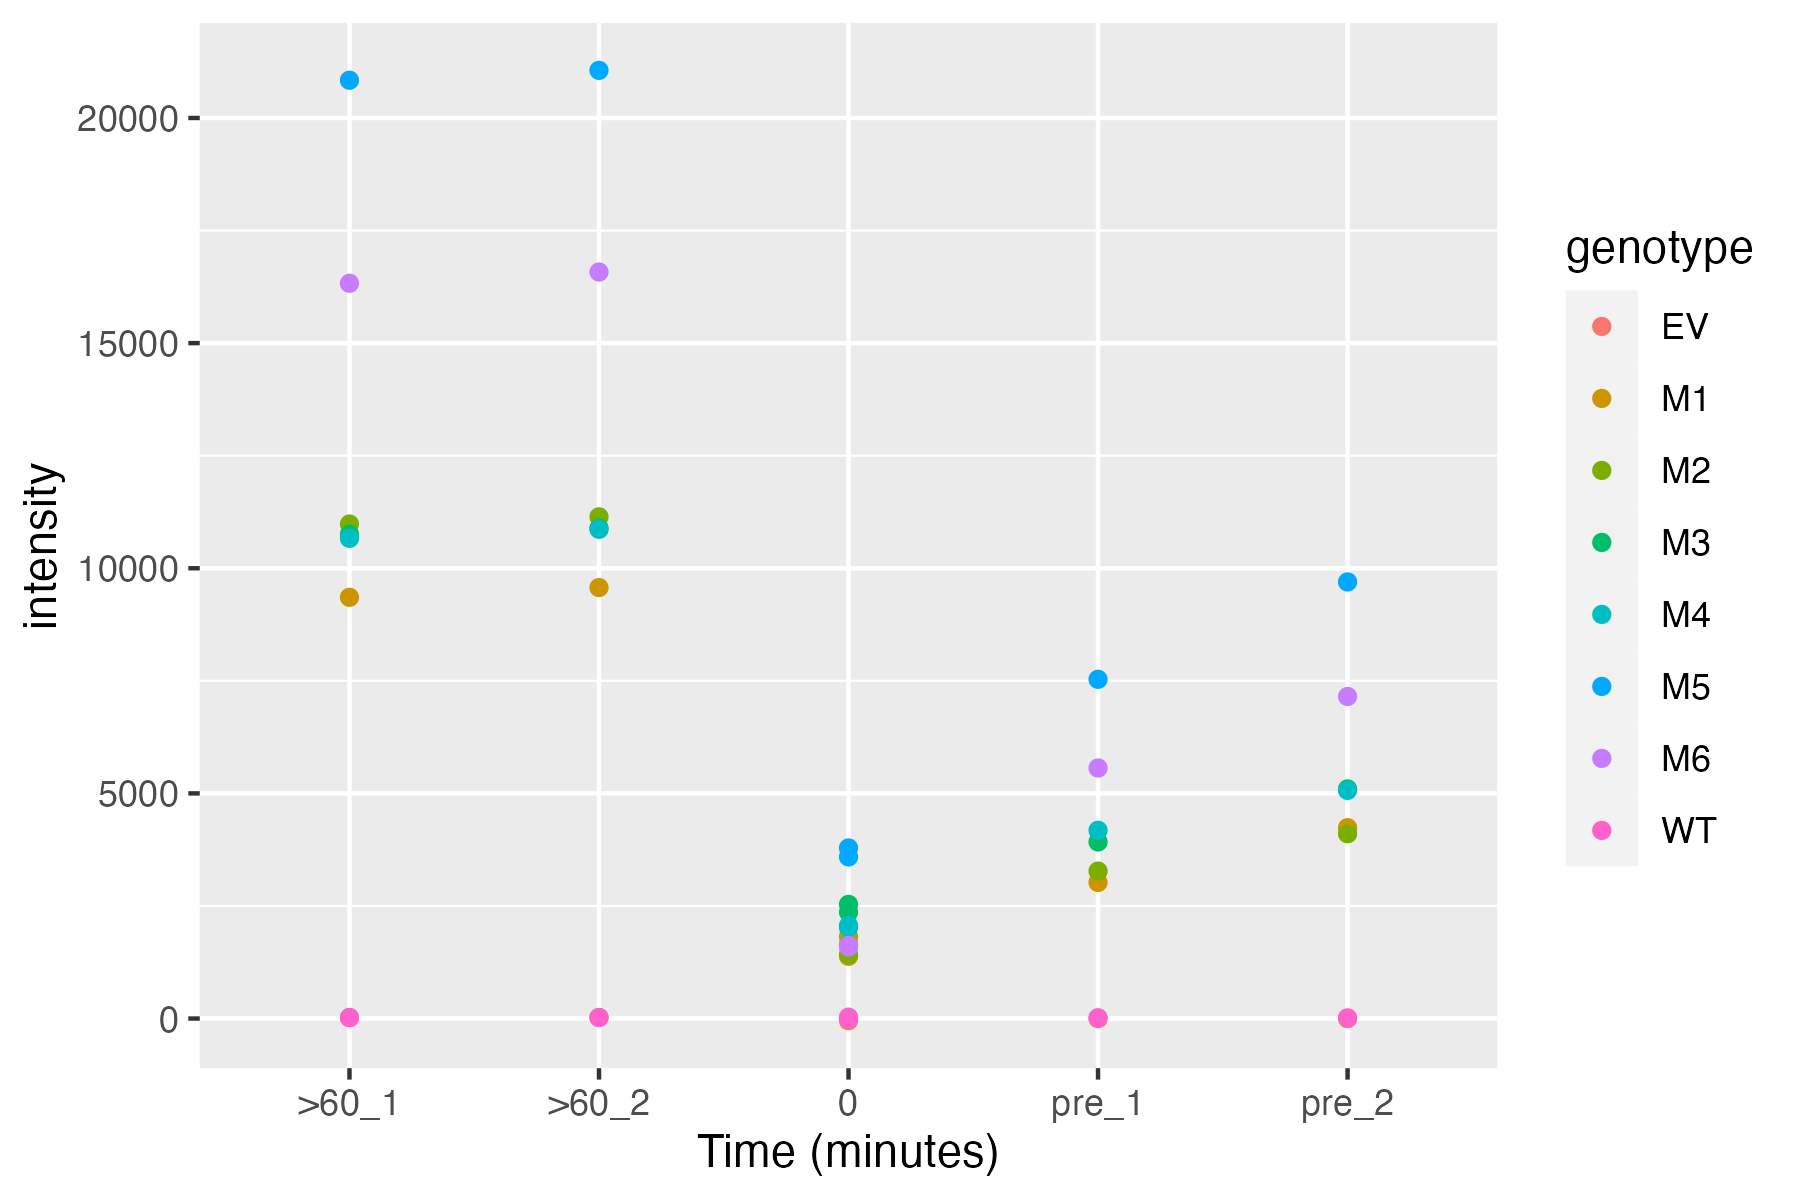 intensity
20000
15000
10000
5000
0
>60_1 >60_2 0 pre_1 pre_2
Time (minutes)
genotype
EV
M1
M2
M3
M4
M5
M6
WT